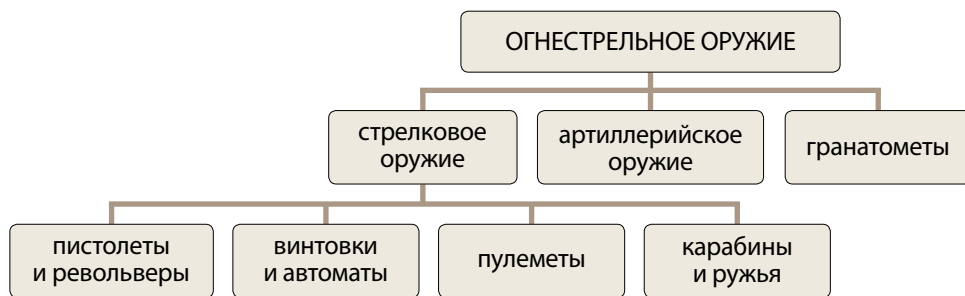 ОГНЕСТРЕЛЬНОЕ ОРУЖИЕ
стрелковое
оружие
артиллерийское
оружие
гранатометы
пистолеты
и револьверы
винтовки
и автоматы
пулеметы
карабины
и ружья